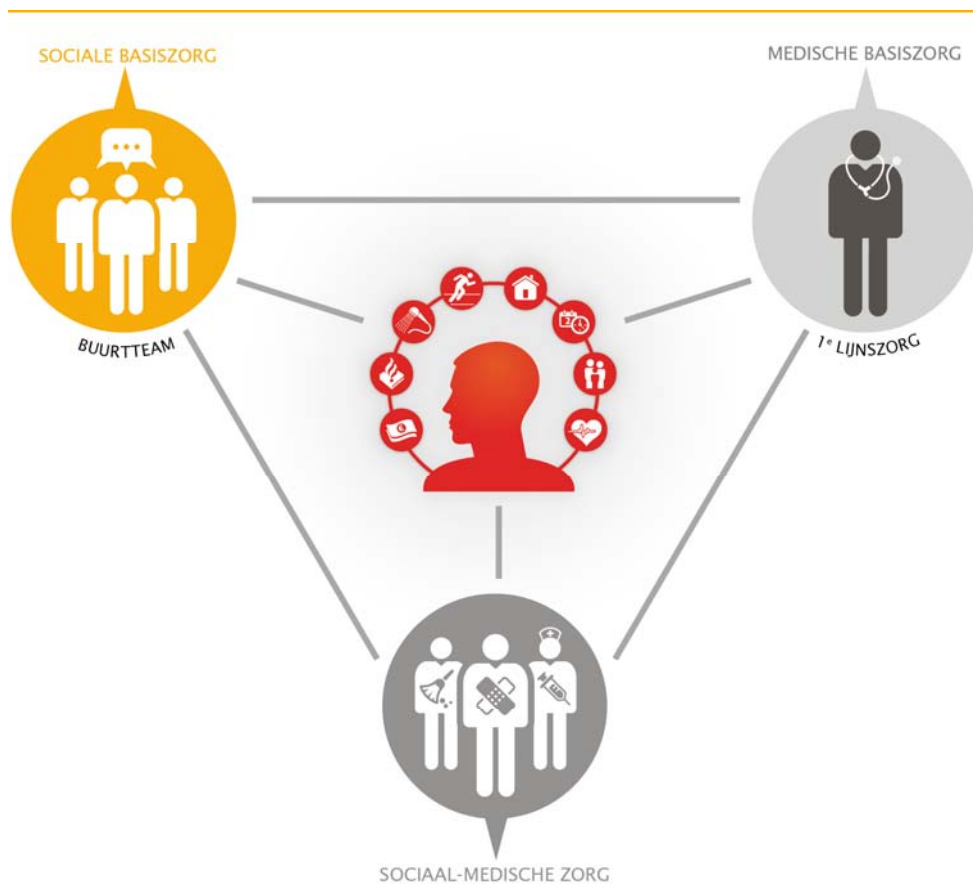 SOCIALE BASISZORG
MEDISCHE BASISZORG
BUURTTEAM
1e LIJNSZORG
SOCIAAL-MEDISCHE ZORG